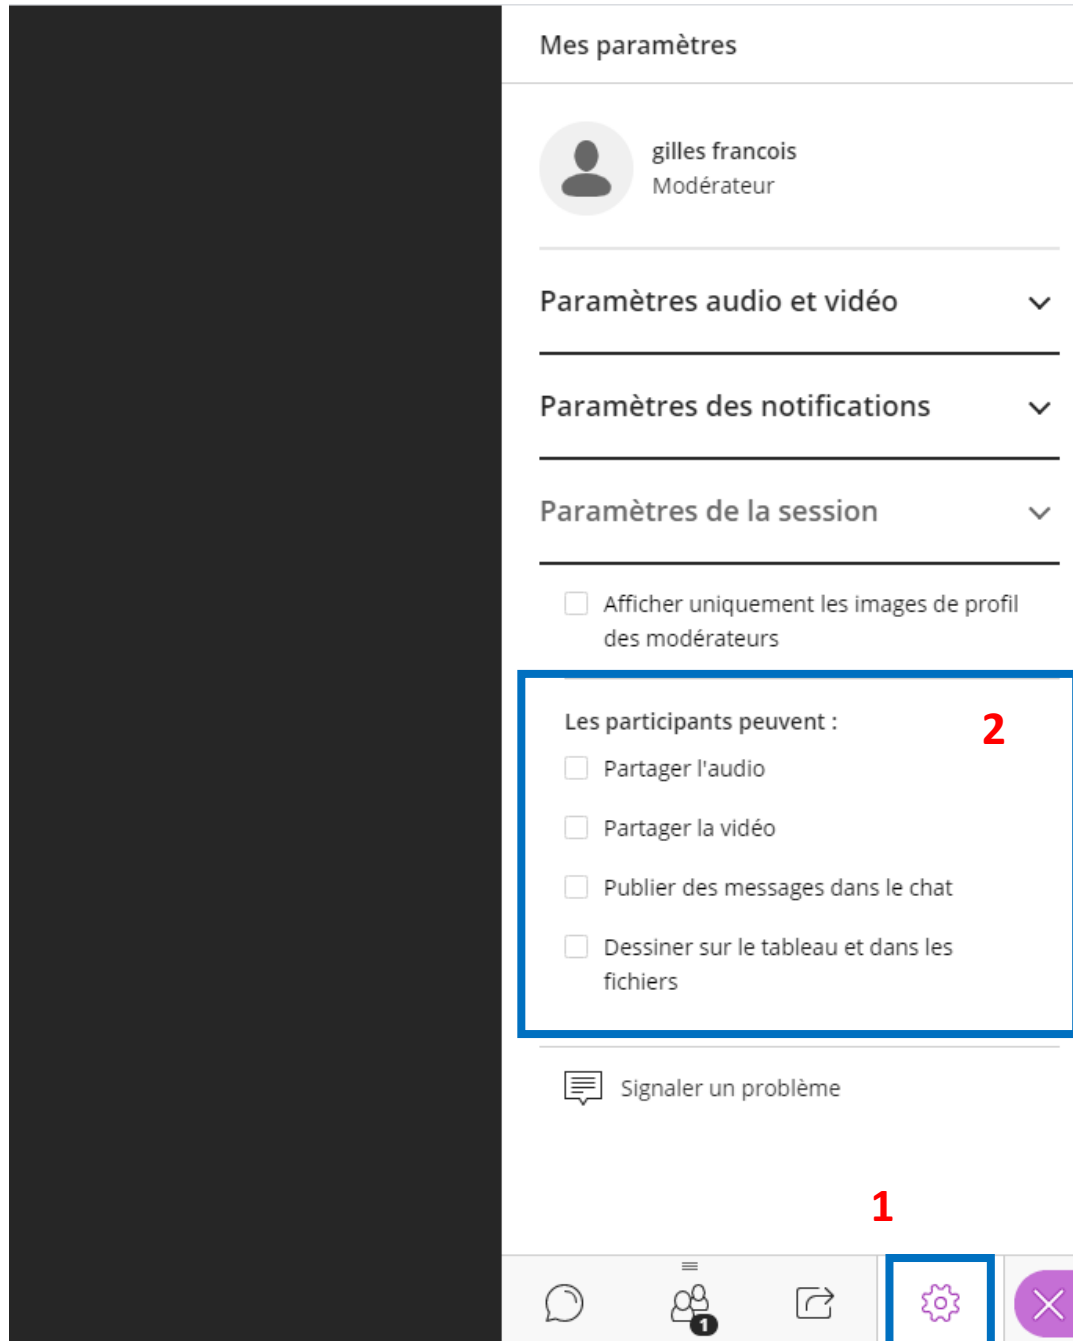 Mes paramètres
gilles francois
Modérateur
Paramètres audio et vidéo
Paramètres des notifications
Paramètres de la session
Afficher uniquement les images de profil
des modérateurs
Les participants peuvent :
2
Partager l'audio
Partager la vidéo
Publier des messages dans le chat
Dessiner sur le tableau et dans les
fichiers
Signaler un problème
1
1